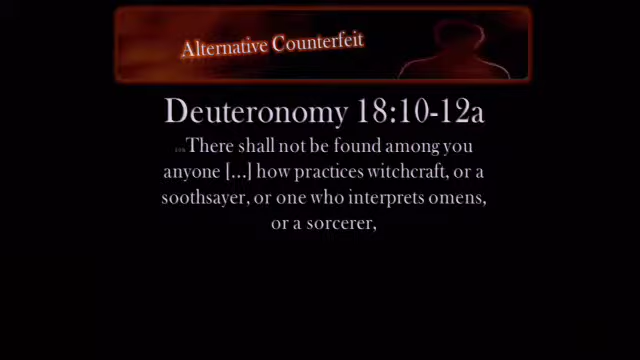 Alternative Counterfeit
Deuteronomy 18:10-12a
There shall not be found among you
anyone [...] how practices witchcraft, or a
soothsayer, or one who interprets omens,
or a sorcerer,